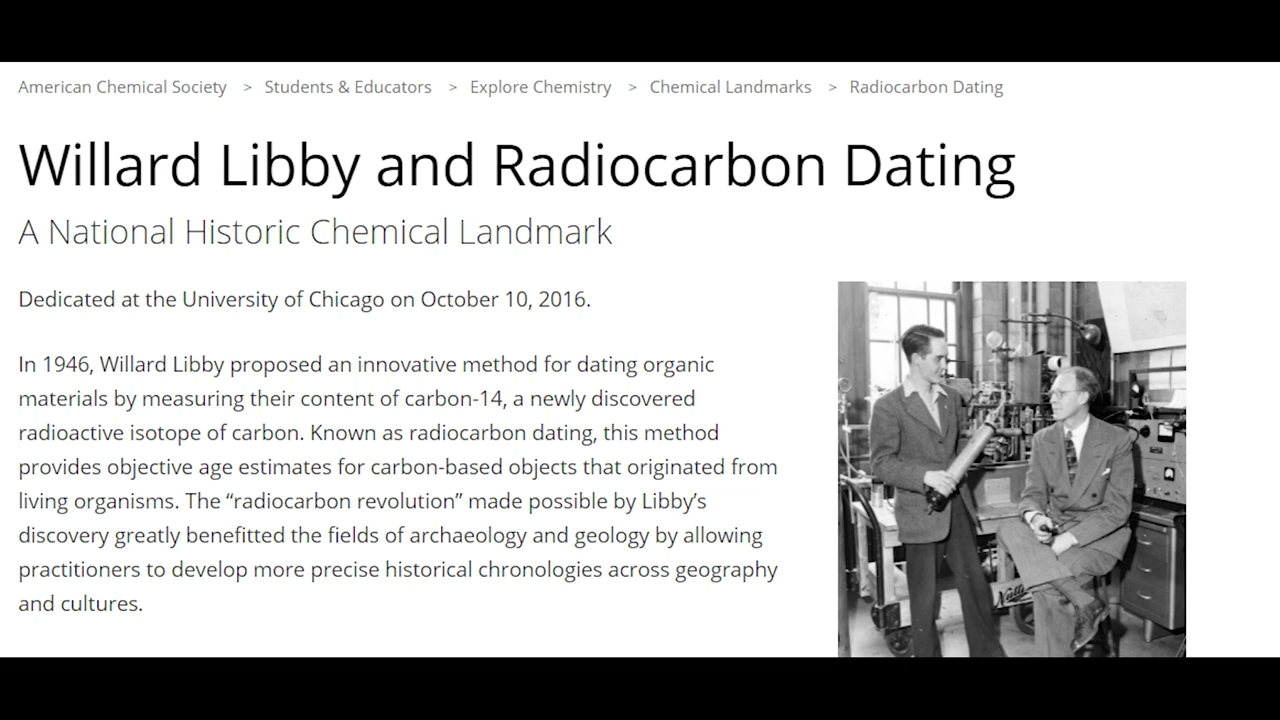 American Chemical Society > Students & Educators > Explore Chemistry > Chemical Landmarks > Radiocarbon Dating
Willard Libby and Radiocarbon Dating
A National Historic Chemical Landmark
Dedicated at the University of Chicago on October 10, 2016.
In 1946, Willard Libby proposed an innovative method for dating organic
materials by measuring their content of carbon-14, a newly discovered
radioactive isotope of carbon. Known as radiocarbon dating, this method
provides objective age estimates for carbon-based objects that originated from
living organisms. The “radiocarbon revolution” made possible by Libby’s
discovery greatly benefitted the fields of archaeology and geology by allowing
practitioners to develop more precise historical chronologies across geography
and cultures.